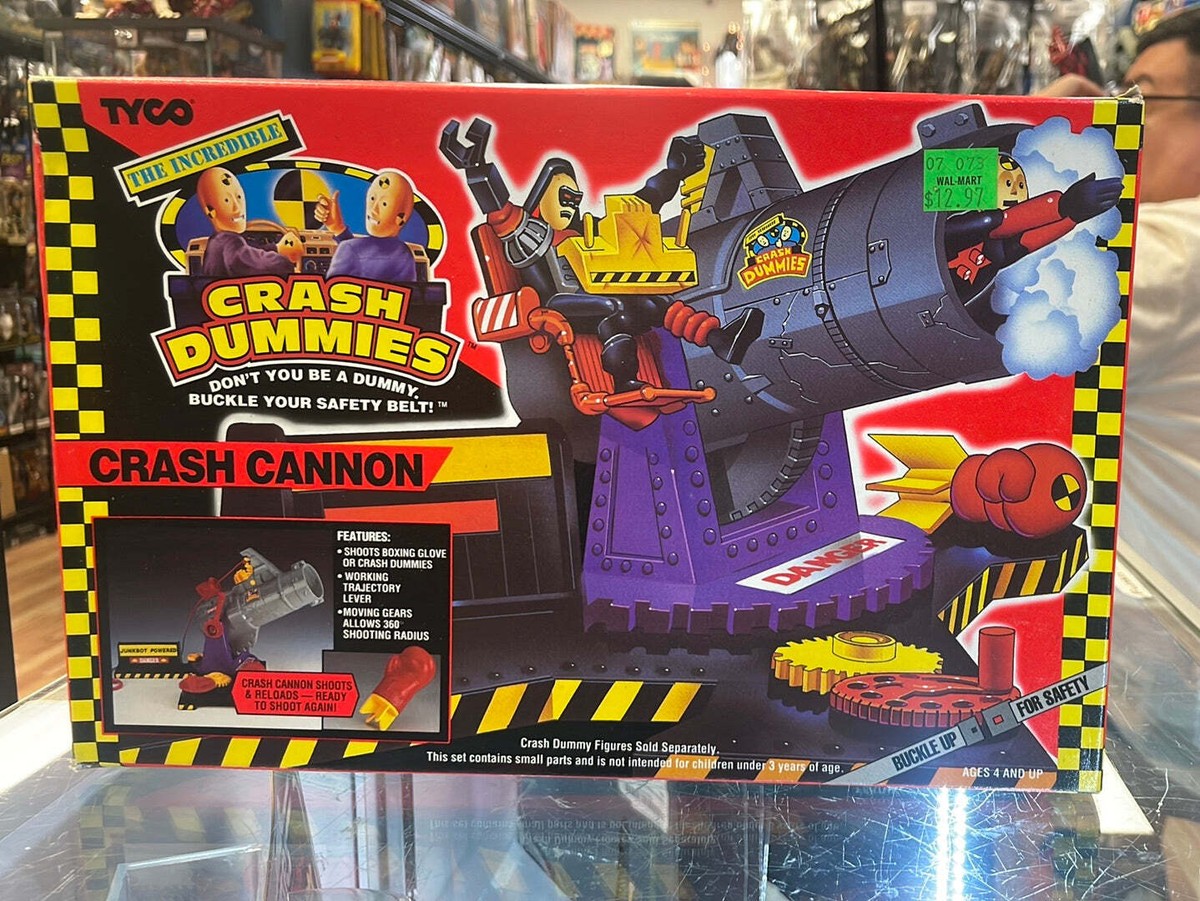 TYCO
THE INCREDIBLE
CRASH
DUMMIES™
DON'T YOU BE A DUMMY.
BUCKLE YOUR SAFETY BELT!™
CRASH CANNON
07 073
WAL-MART
$12.97
CRASH
DUMMIES
DANGER
FEATURES:
•SHOOTS BOXING GLOVE
OR CRASH DUMMIES
•WORKING
TRAJECTORY
LEVER
•MOVING GEARS
ALLOWS 360°
SHOOTING RADIUS
JUNKBOT POWERED
DANGER
CRASH CANNON SHOOTS
& RELOADS — READY
TO SHOOT AGAIN!
Crash Dummy Figures Sold Separately.
This set contains small parts and is not intended for children under 3 years of age.
BUCKLE UP FOR SAFETY
AGES 4 AND UP